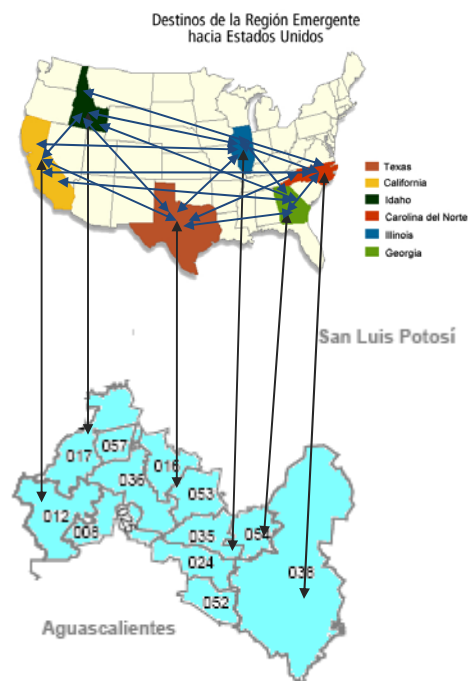 Destinos de la Región Emergente
hacia Estados Unidos
Texas
California
Idaho
Carolina del Norte
Illinois
Georgia
San Luis Potosí
057
017
016
036
053
012
008
035
054
024
038
052
Aguascalientes